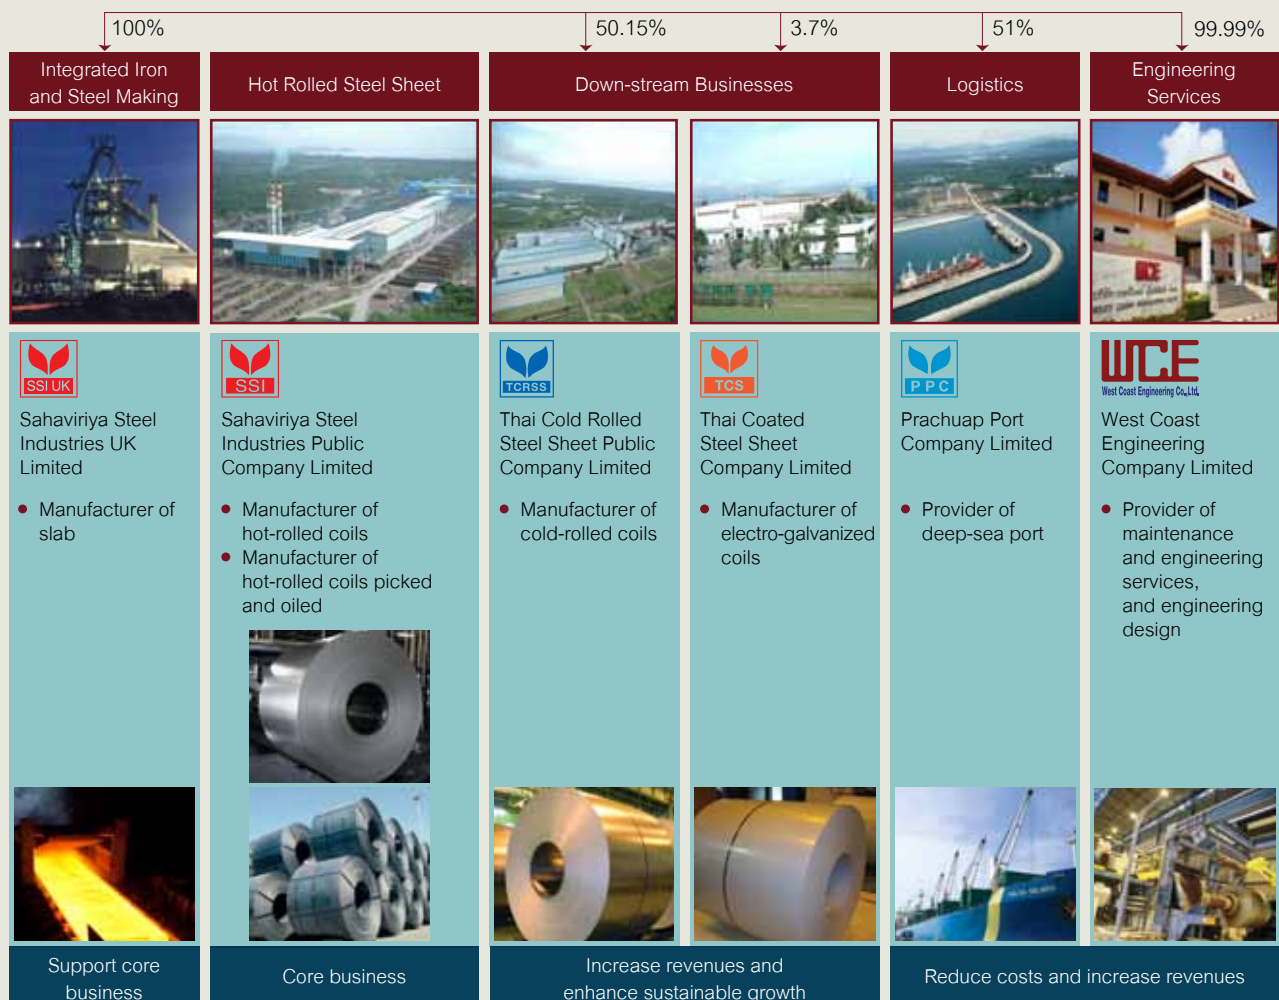 100%
50.15%
3.7%
51%
99.99%
Integrated Iron
and Steel Making
Hot Rolled Steel Sheet
Down-stream Businesses
Logistics
Engineering
Services
SSI UK
Sahaviriya Steel
Industries UK
Limited
Manufacturer of
slab
SSI
Sahaviriya Steel
Industries Public
Company Limited
Manufacturer of
hot-rolled coils
Manufacturer of
hot-rolled coils picked
and oiled
TCRSS
Thai Cold Rolled
Steel Sheet Public
Company Limited
Manufacturer of
cold-rolled coils
TCS
Thai Coated
Steel Sheet
Company Limited
Manufacturer of
electro-galvanized
coils
PPC
Prachuap Port
Company Limited
Provider of
deep-sea port
WCE
WCE
West Coast Engineering Co.,Ltd.
West Coast
Engineering
Company Limited
Provider of
maintenance
and engineering
services,
and engineering
design
Support core
business
Core business
Increase revenues and
enhance sustainable growth
Reduce costs and increase revenues